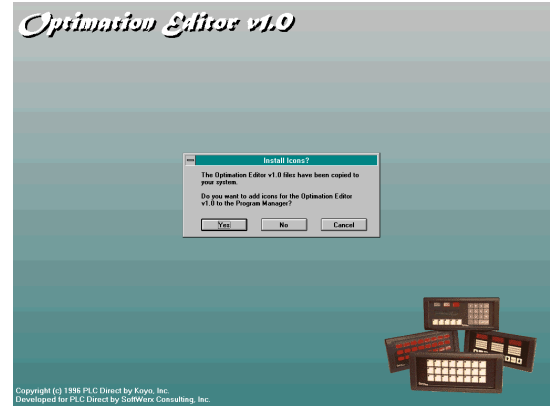 Optimation Editor v1.0
Install Icons?
The Optimation Editor v1.0 files have been copied to
your system.
Do you want to add icons for the Optimation Editor
v1.0 to the Program Manager?
Yes
No
Cancel
Copyright (c) 1996 PLC Direct by Koyo, Inc.
Developed for PLC Direct by SoftWerx Consulting, Inc.